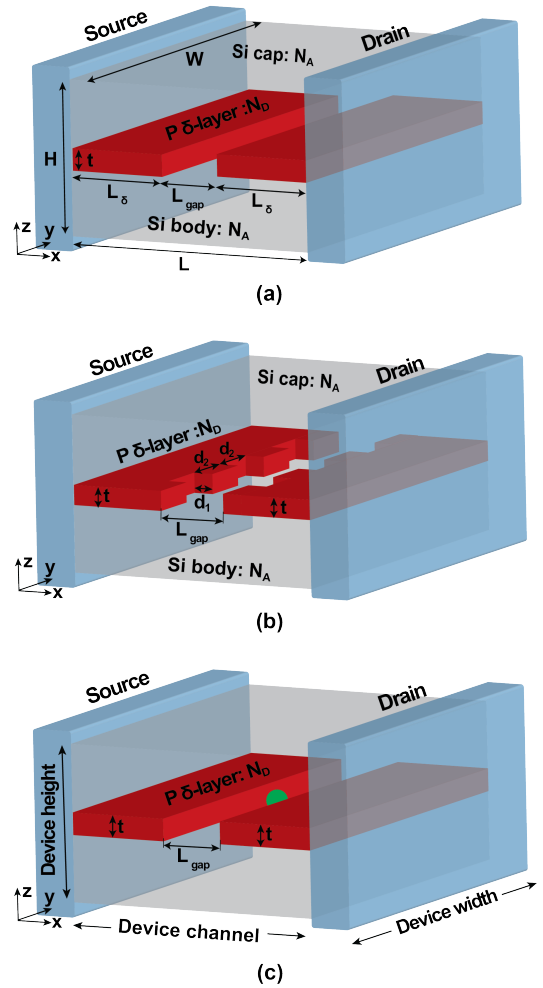 Source
W
Si cap: N_A
Drain
P δ-layer :N_D
H
t
L_δ
L_gap
L_δ
Si body: N_A
z
y
x
L
(a)
Source
Si cap: N_A
Drain
P δ-layer :N_D
d_2
d_2
t
d_1
t
L_gap
z
y
x
Si body: N_A
(b)
Source
Drain
P δ-layer: N_D
Device height
t
t
L_gap
z
y
x
Device channel
Device width
(c)